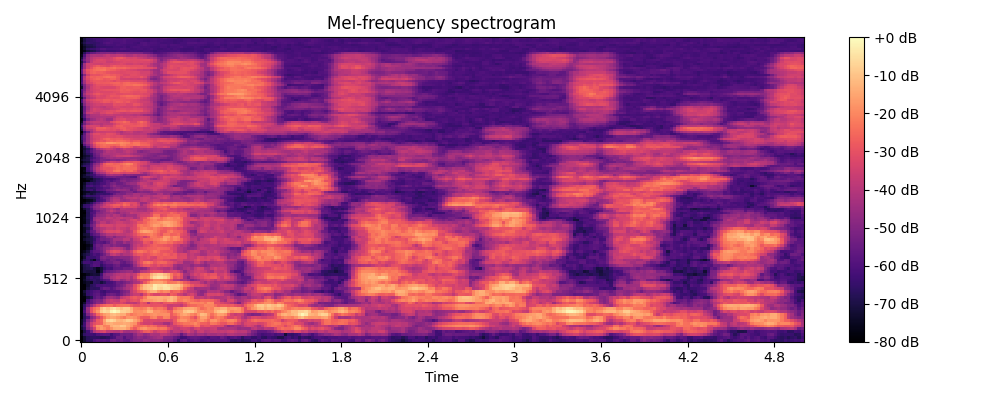 Mel-frequency spectrogram
Hz
4096
2048
1024
512
0
0 0.6 1.2 1.8 2.4 3 3.6 4.2 4.8
Time
+0 dB
-10 dB
-20 dB
-30 dB
-40 dB
-50 dB
-60 dB
-70 dB
-80 dB